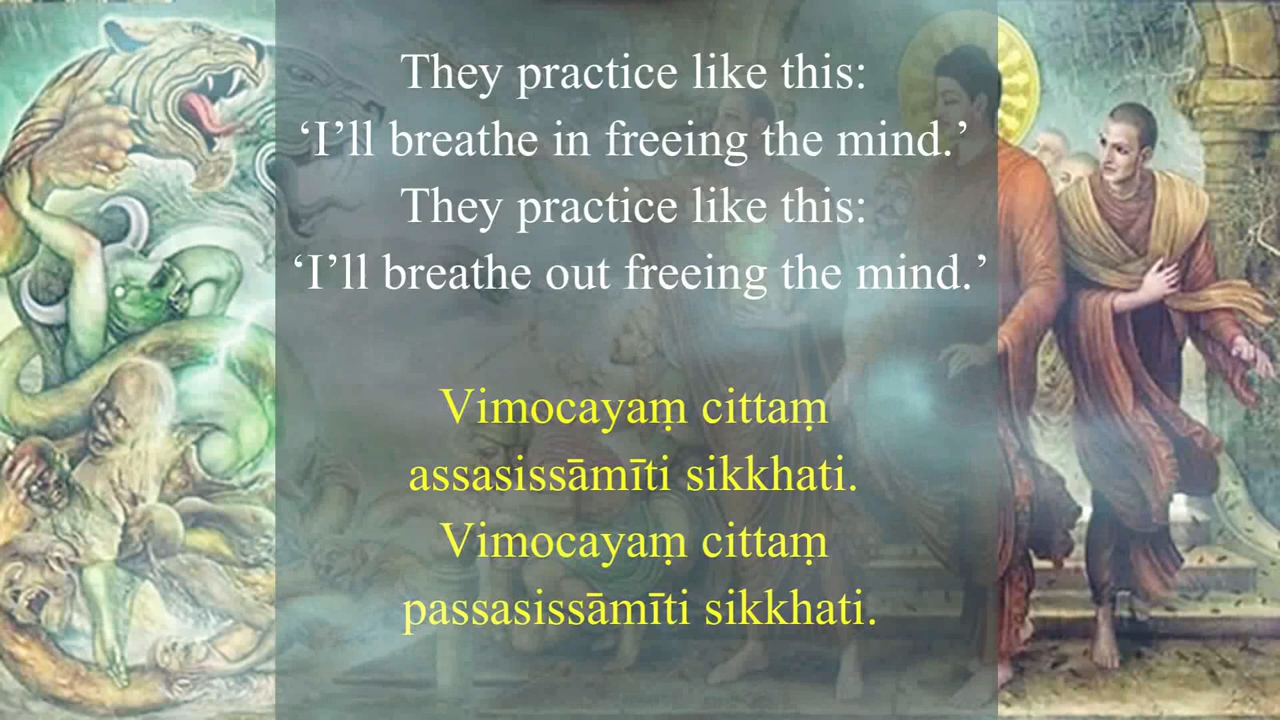 They practice like this:
‘I’ll breathe in freeing the mind.’
They practice like this:
‘I’ll breathe out freeing the mind.’
Vimocayaṃ cittaṃ
assasissāmīti sikkhati.
Vimocayaṃ cittaṃ
passasissāmīti sikkhati.